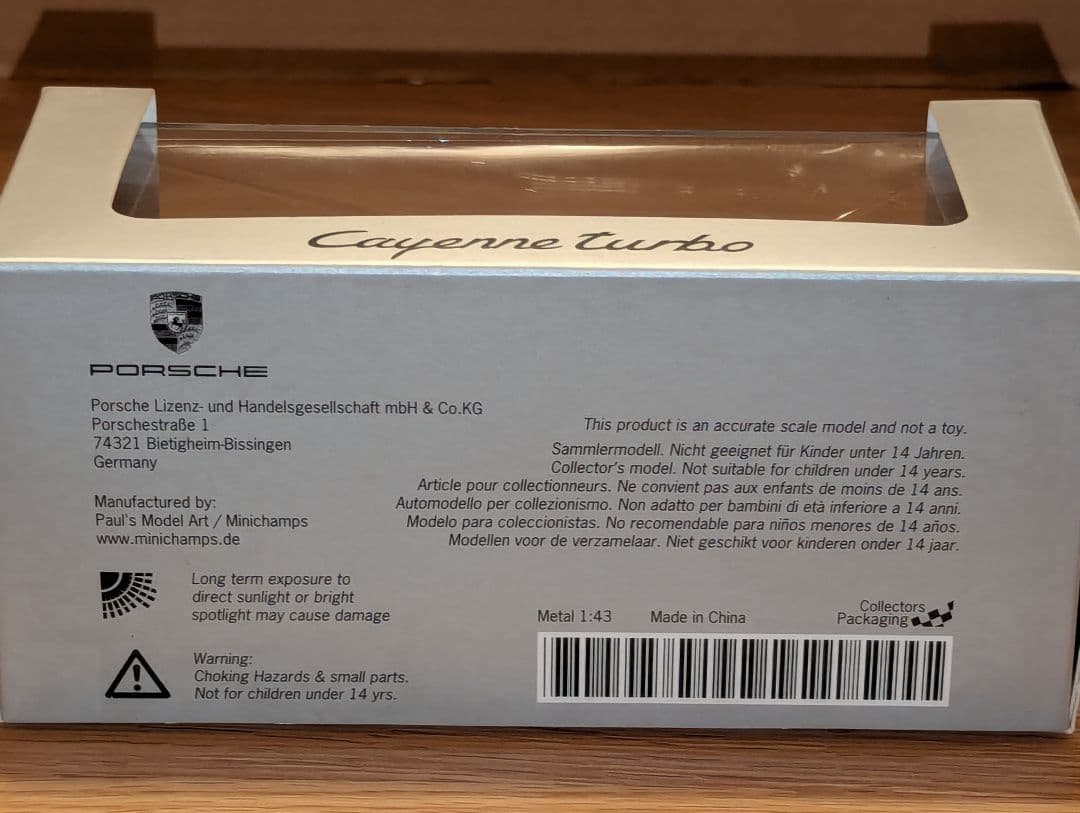 Cayenne turbo
PORSCHE
PORSCHE
Porsche Lizenz- und Handelsgesellschaft mbH & Co.KG
Porschestraße 1
74321 Bietigheim-Bissingen
Germany
Manufactured by:
Paul's Model Art / Minichamps
www.minichamps.de
Long term exposure to
direct sunlight or bright
spotlight may cause damage
Warning:
Choking Hazards & small parts.
Not for children under 14 yrs.
This product is an accurate scale model and not a toy.
Sammlermodell. Nicht geeignet für Kinder unter 14 Jahren.
Collector's model. Not suitable for children under 14 years.
Article pour collectionneurs. Ne convient pas aux enfants de moins de 14 ans.
Automodello per collezionismo. Non adatto per bambini di età inferiore a 14 anni.
Modelo para coleccionistas. No recomendable para niños menores de 14 años.
Modellen voor de verzamelaar. Niet geschikt voor kinderen onder 14 jaar.
Metal 1:43 Made in China
Collectors
Packaging